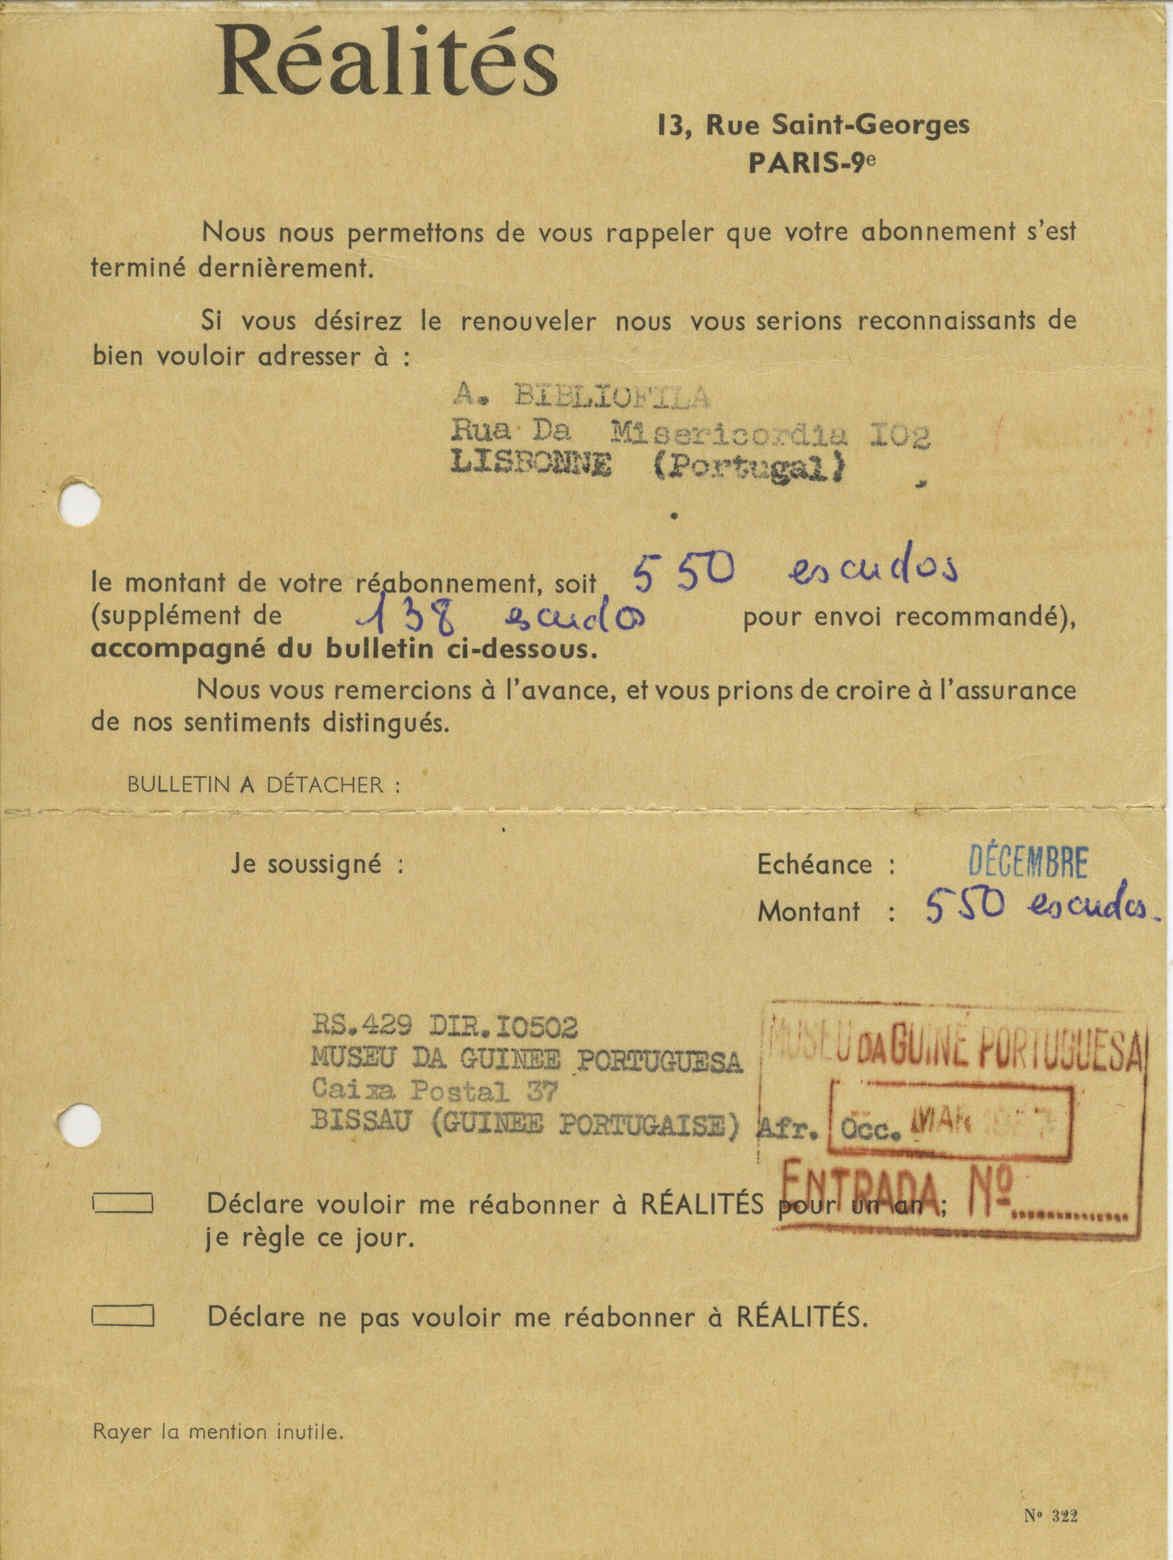 Réalités
13, Rue Saint-Georges
PARIS-9e
Nous nous permettons de vous rappeler que votre abonnement s'est
terminé dernièrement.
Si vous désirez le renouveler nous vous serions reconnaissants de
bien vouloir adresser à :
A. BIBLIOFILA
Rua Da Misericordia IO2
LISBONNE (Portugal)
le montant de votre réabonnement, soit 550 escudos
(supplément de 138 escudos pour envoi recommandé),
accompagné du bulletin ci-dessous.
Nous vous remercions à l'avance, et vous prions de croire à l'assurance
de nos sentiments distingués.
BULLETIN A DÉTACHER :
Je soussigné :
Echéance : DÉCEMBRE
Montant : 550 escudos.
RS.429 DIR.IO502
MUSEU DA GUINEE PORTUGUESA
Caixa Postal 37
BISSAU (GUINEE PORTUGAISE) Afr. Occ.
MUSEU DA GUINÉ PORTUGUESA
MAR
ENTRADA Nº..............
Déclare vouloir me réabonner à RÉALITÉS pour un an ;
je règle ce jour.
Déclare ne pas vouloir me réabonner à RÉALITÉS.
Rayer la mention inutile.
Nº 322